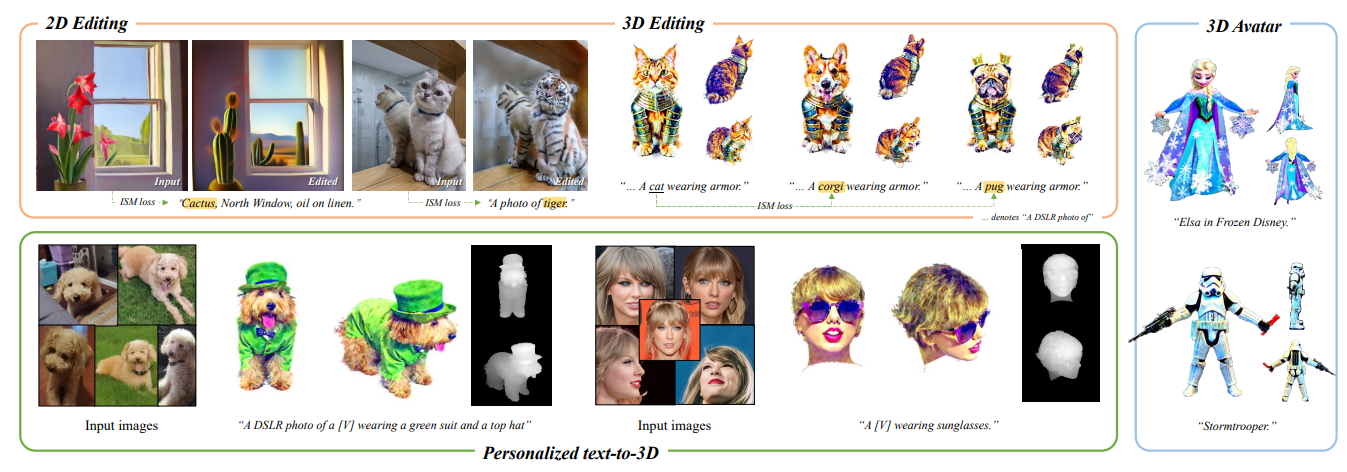 2D Editing
3D Editing
Input
Edited
Input
Edited
ISM loss
"Cactus, North Window, oil on linen."
ISM loss
"A photo of tiger."
"... A cat wearing armor."
"... A corgi wearing armor."
"... A pug wearing armor."
ISM loss
... denotes "A DSLR photo of"
Input images
"A DSLR photo of a [V] wearing a green suit and a top hat"
Input images
"A [V] wearing sunglasses."
Personalized text-to-3D
3D Avatar
"Elsa in Frozen Disney."
"Stormtrooper."